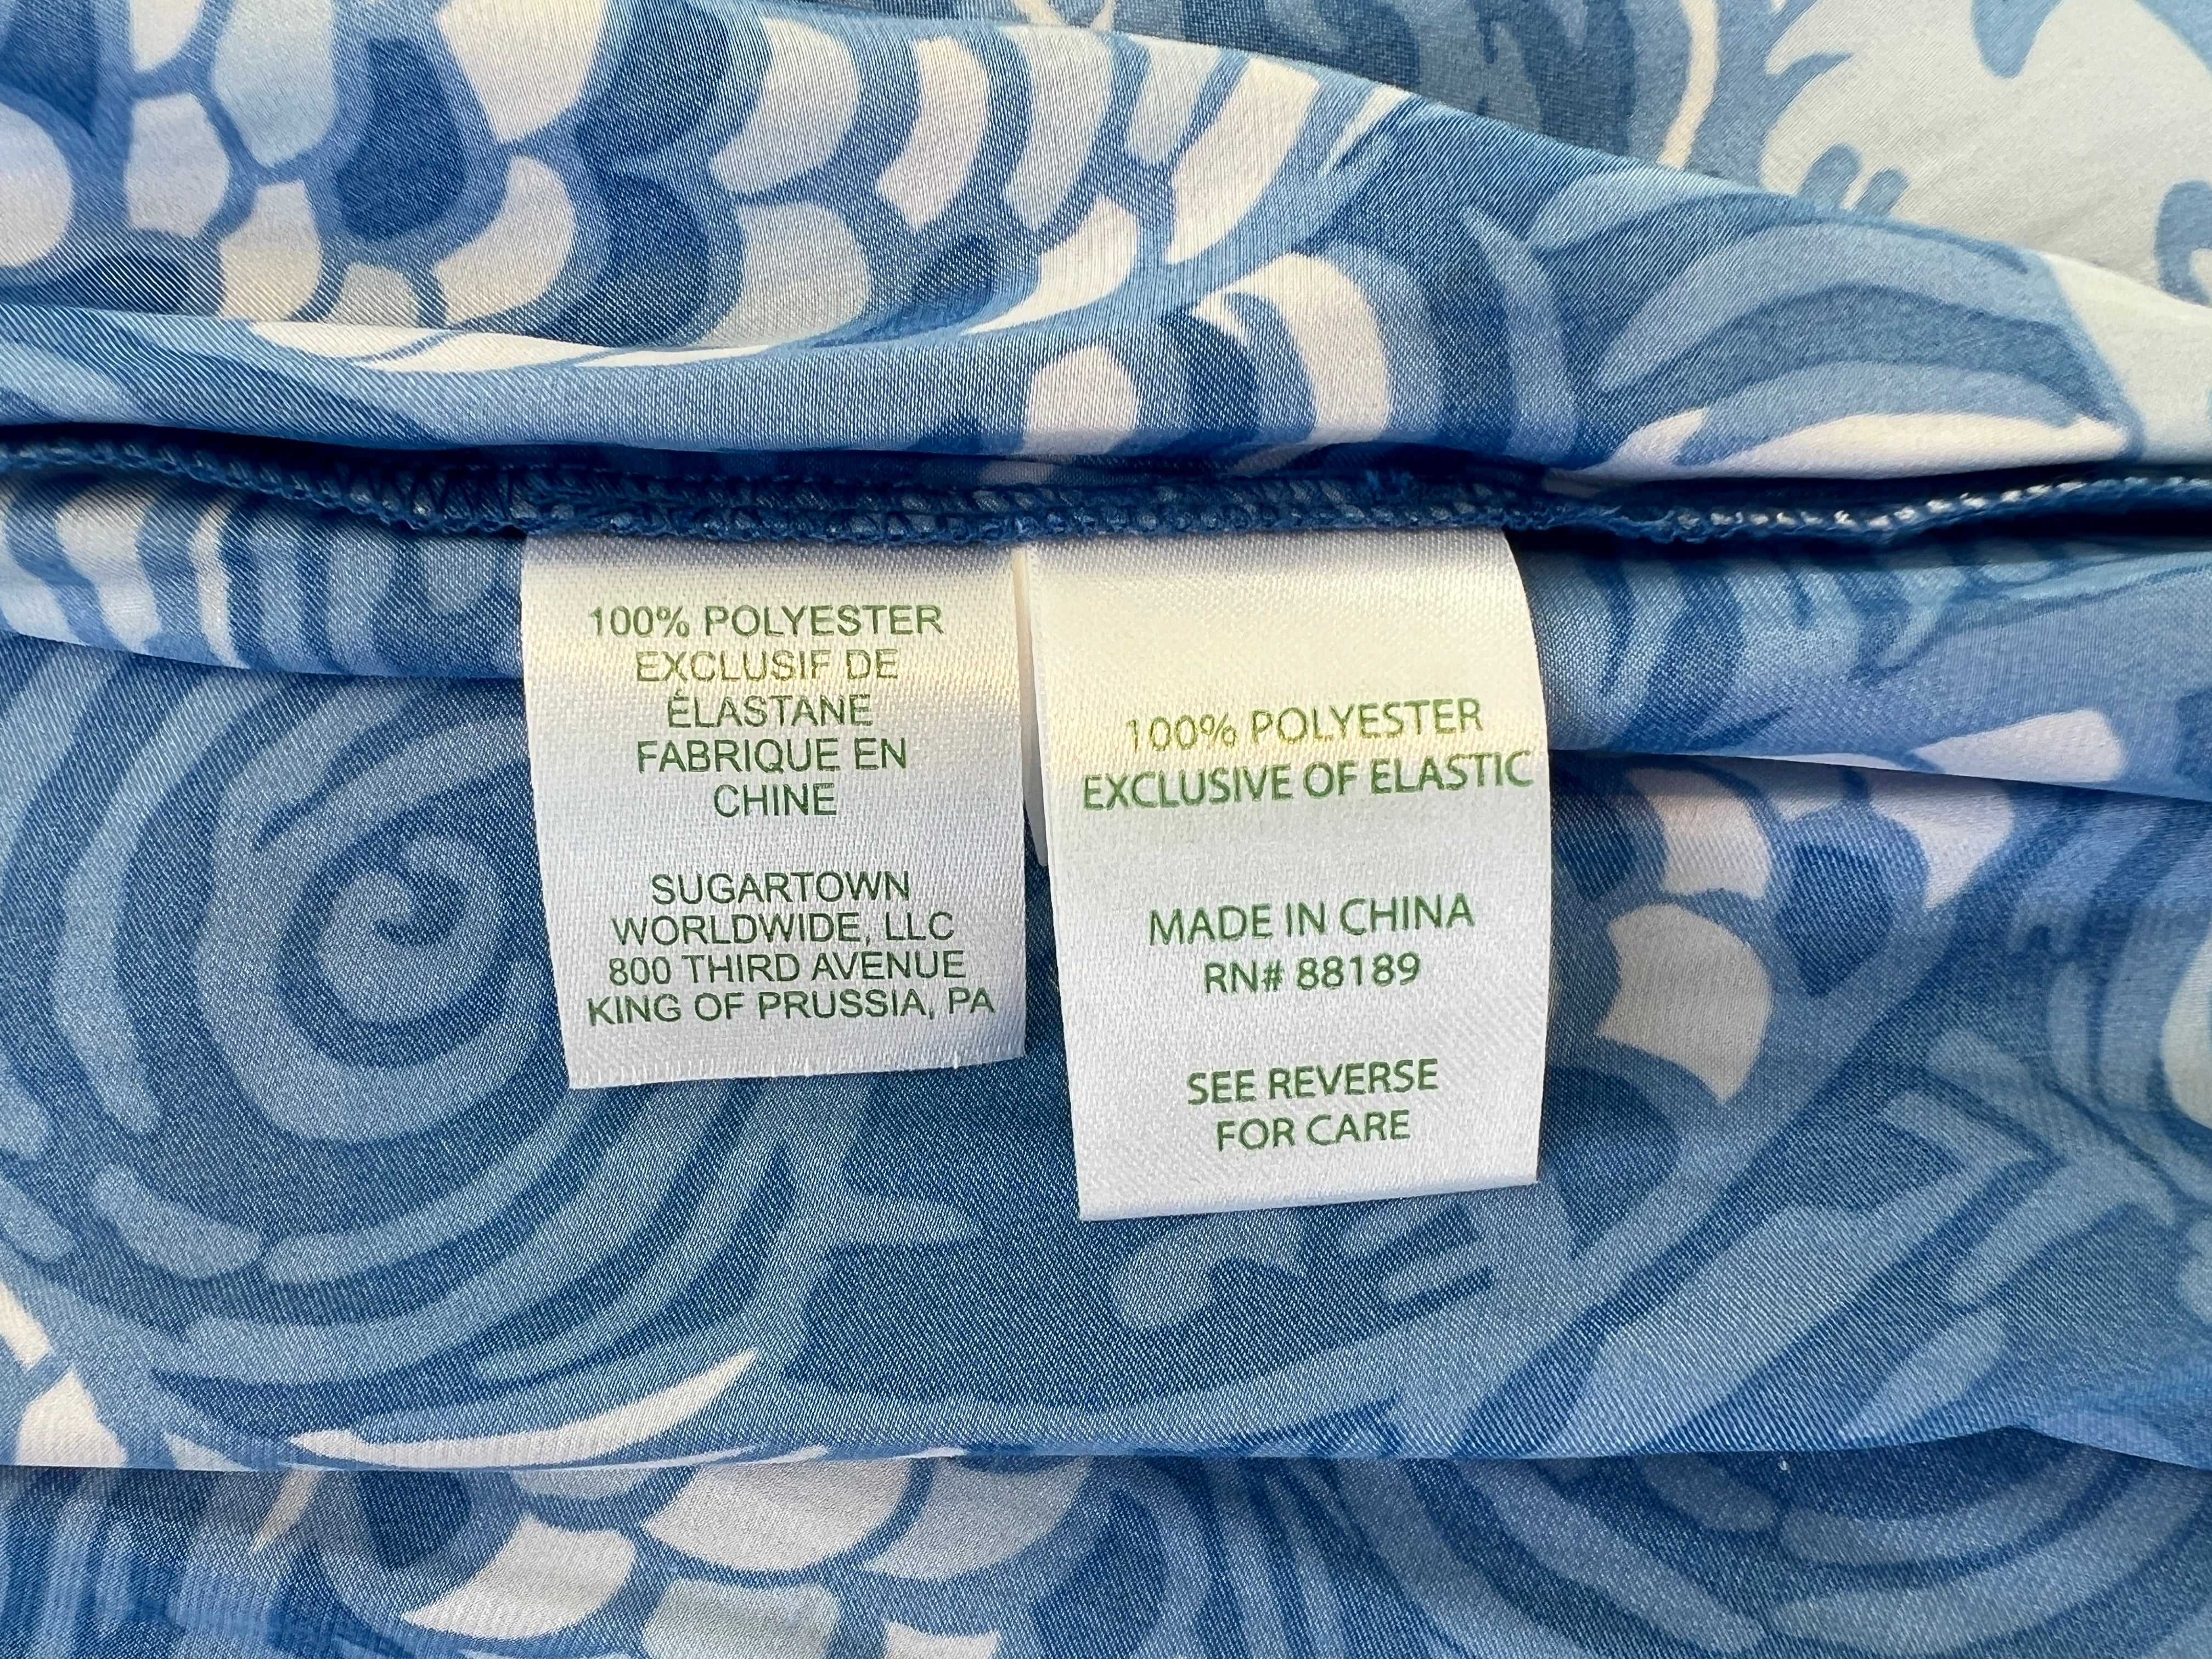 100% POLYESTER
EXCLUSIF DE
ÉLASTANE
FABRIQUE EN
CHINE
SUGARTOWN
WORLDWIDE, LLC
800 THIRD AVENUE
KING OF PRUSSIA, PA
100% POLYESTER
EXCLUSIVE OF ELASTIC
MADE IN CHINA
RN# 88189
SEE REVERSE
FOR CARE